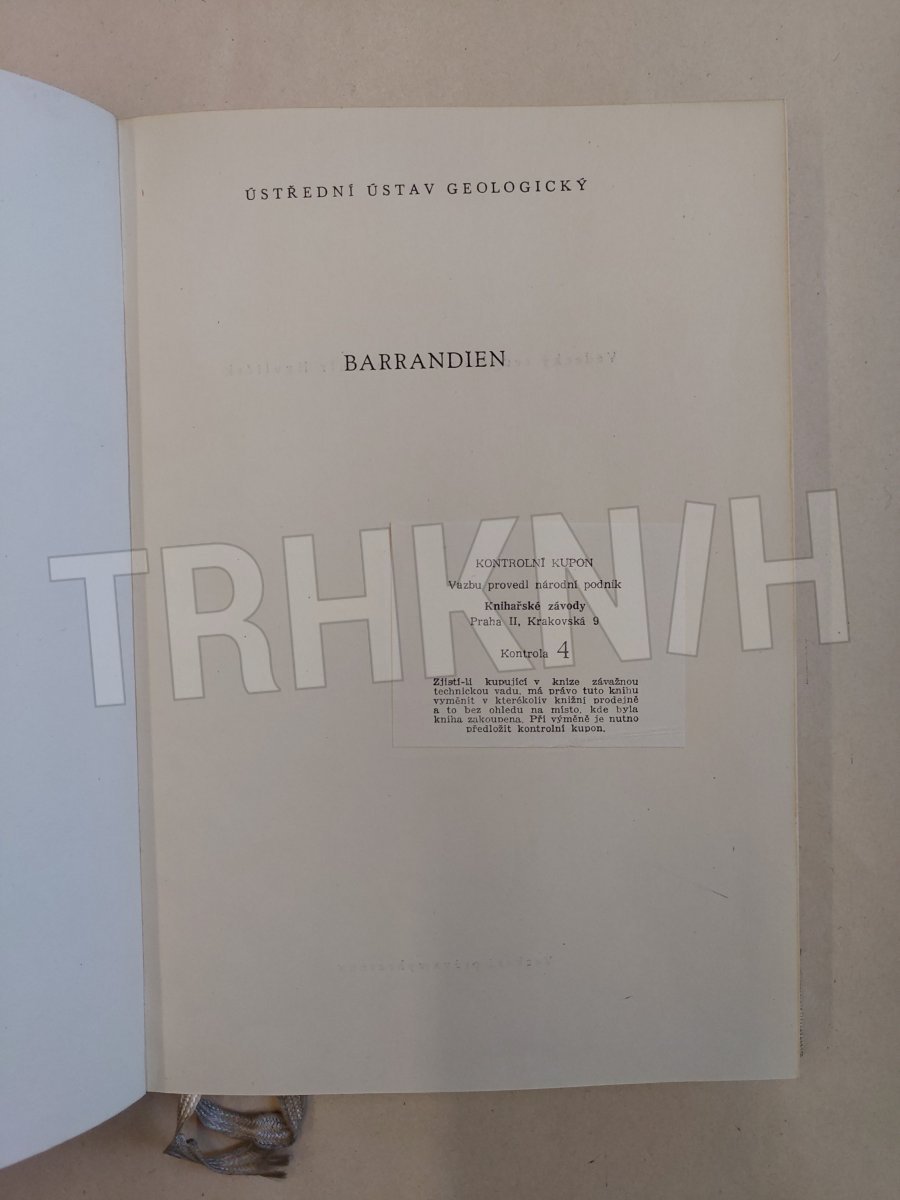 ÚSTŘEDNÍ ÚSTAV GEOLOGICKÝ
BARRANDIEN
TRHKNIH
KONTROLNÍ KUPON
Vazbu provedl národní podnik
Knihařské závody
Praha II, Krakovská 9
Kontrola 4
Zjistí-li kupující v knize závažnou
technickou vadu, má právo tuto knihu
vyměnit v kterékoliv knižní prodejně
a to bez ohledu na místo, kde byla
kniha zakoupena. Při výměně je nutno
předložit kontrolní kupon.